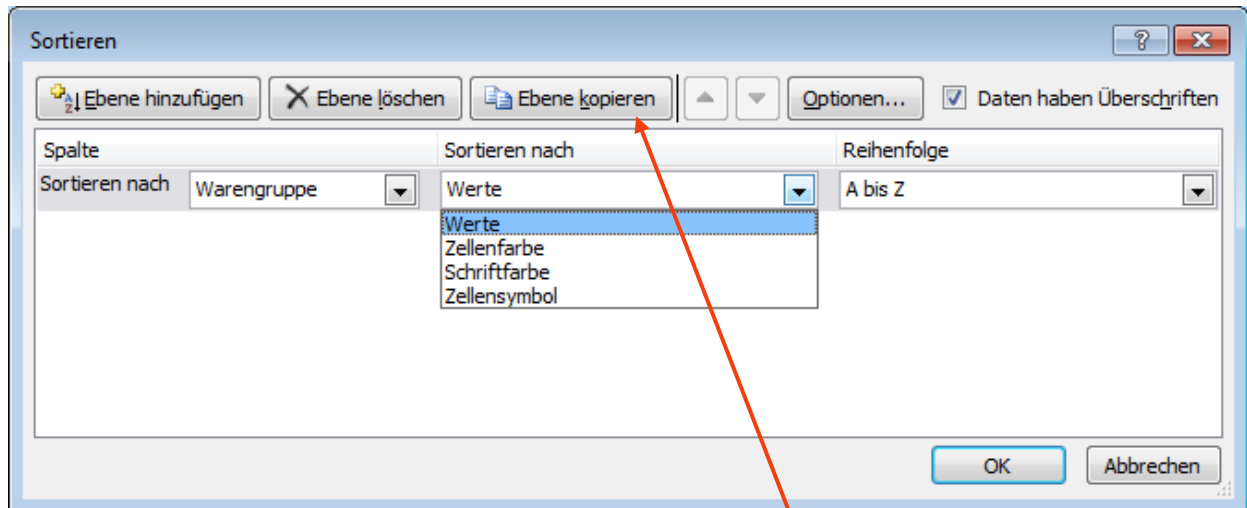 Sortieren
Ebene hinzufügen Ebene löschen Ebene kopieren Optionen... Daten haben Überschriften
Spalte Sortieren nach Reihenfolge
Sortieren nach Warengruppe Werte A bis Z
Werte
Zellenfarbe
Schriftfarbe
Zellensymbol
OK Abbrechen